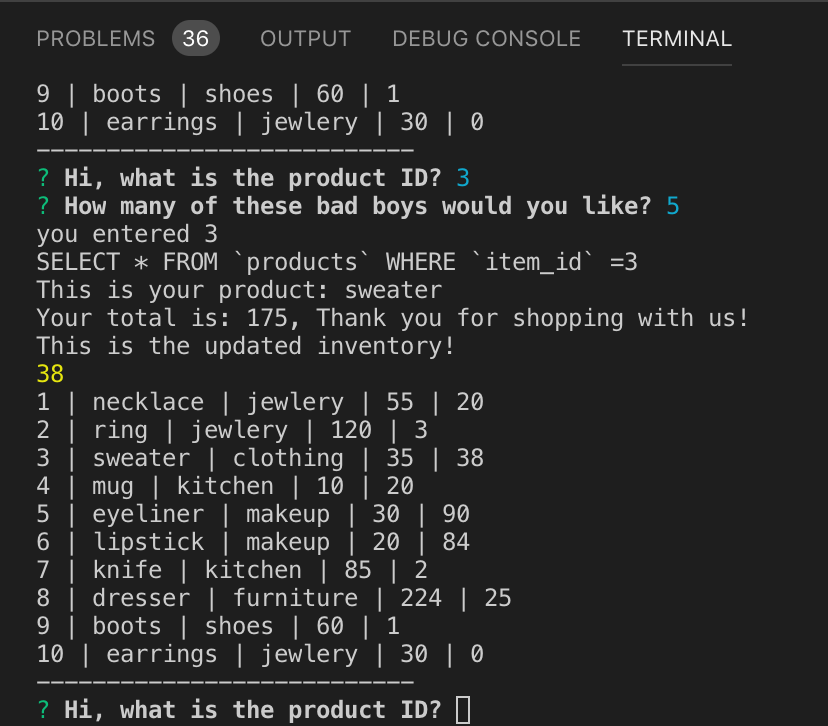 PROBLEMS 36 OUTPUT DEBUG CONSOLE TERMINAL
9 | boots | shoes | 60 | 1
10 | earrings | jewlery | 30 | 0
---------------------------
? Hi, what is the product ID? 3
? How many of these bad boys would you like? 5
you entered 3
SELECT * FROM `products` WHERE `item_id` =3
This is your product: sweater
Your total is: 175, Thank you for shopping with us!
This is the updated inventory!
38
1 | necklace | jewlery | 55 | 20
2 | ring | jewlery | 120 | 3
3 | sweater | clothing | 35 | 38
4 | mug | kitchen | 10 | 20
5 | eyeliner | makeup | 30 | 90
6 | lipstick | makeup | 20 | 84
7 | knife | kitchen | 85 | 2
8 | dresser | furniture | 224 | 25
9 | boots | shoes | 60 | 1
10 | earrings | jewlery | 30 | 0
---------------------------
? Hi, what is the product ID?